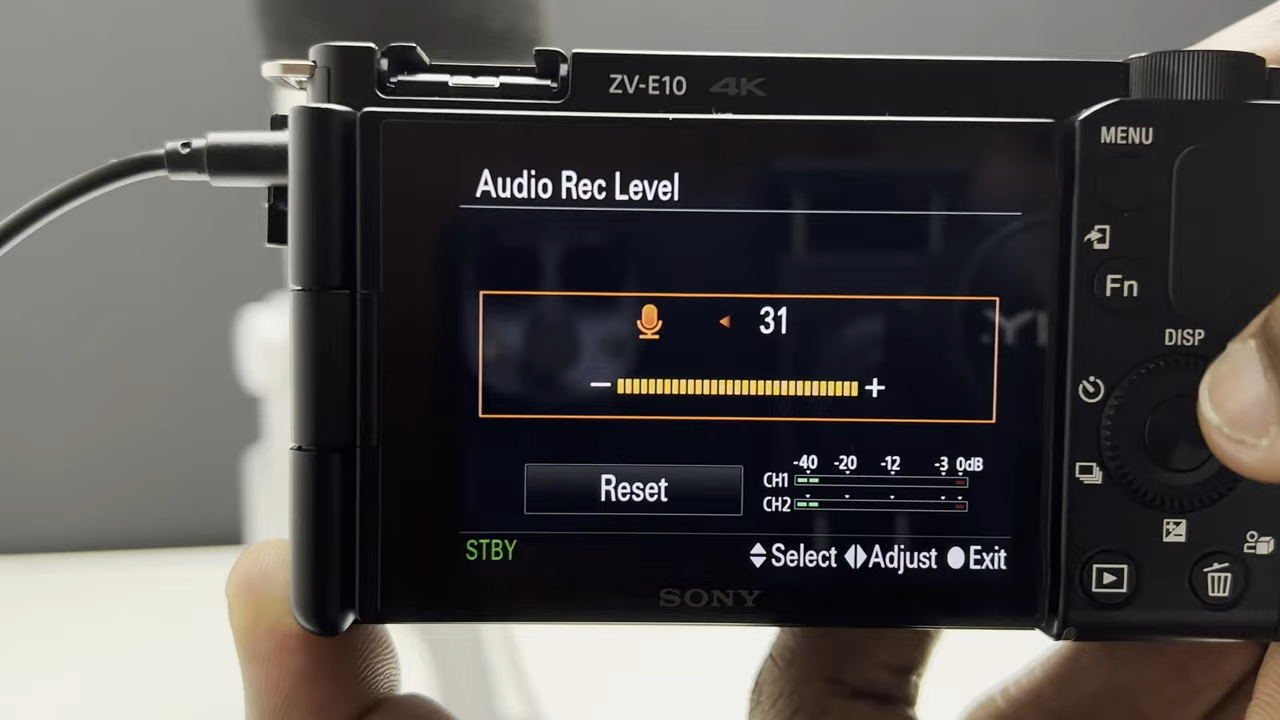 ZV-E10 4K
MENU
Audio Rec Level
Fn
31
DISP
− +
-40 -20 -12 -3 0dB
Reset
CH1
CH2
STBY
Select Adjust Exit
SONY